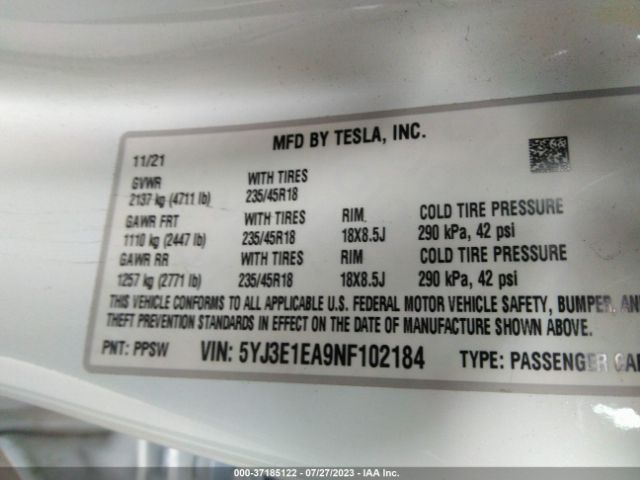 MFD BY TESLA, INC.
11/21
GVWR WITH TIRES
2137 kg (4711 lb) 235/45R18
GAWR FRT WITH TIRES RIM COLD TIRE PRESSURE
1110 kg (2447 lb) 235/45R18 18X8.5J 290 kPa, 42 psi
GAWR RR WITH TIRES RIM COLD TIRE PRESSURE
1257 kg (2771 lb) 235/45R18 18X8.5J 290 kPa, 42 psi
THIS VEHICLE CONFORMS TO ALL APPLICABLE U.S. FEDERAL MOTOR VEHICLE SAFETY, BUMPER, AND
THEFT PREVENTION STANDARDS IN EFFECT ON THE DATE OF MANUFACTURE SHOWN ABOVE.
PNT: PPSW VIN: 5YJ3E1EA9NF102184 TYPE: PASSENGER CAR
000-37185122 - 07/27/2023 - IAA Inc.